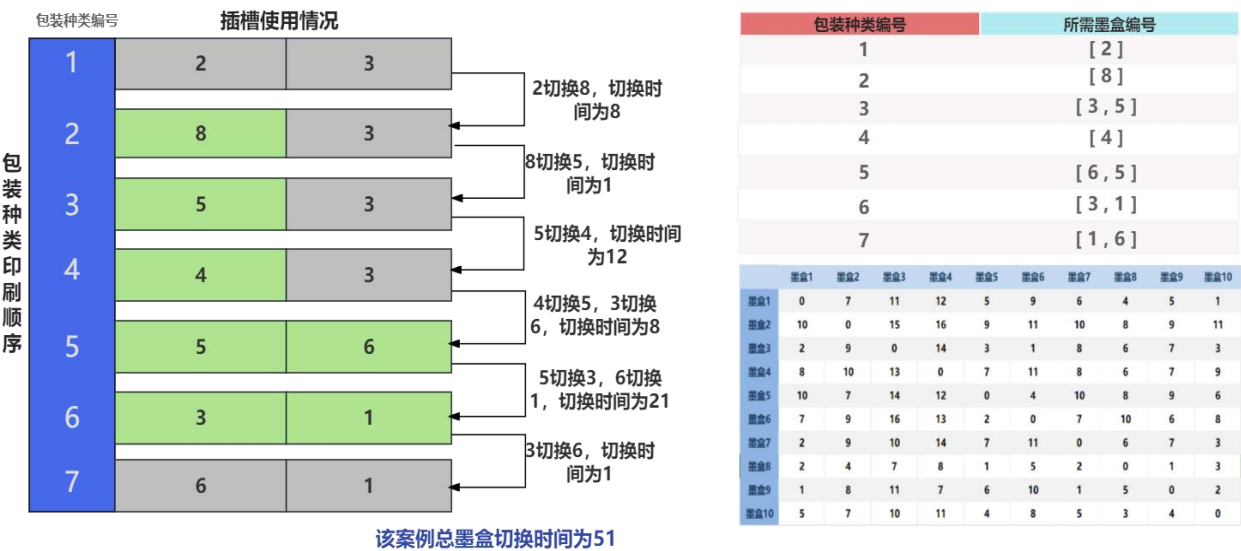 包装种类编号
插槽使用情况
包装种类印刷顺序
1 2 3
2切换8，切换时
间为8
2 8 3
8切换5，切换时
间为1
3 5 3
5切换4，切换时间
为12
4 4 3
4切换5，3切换
6，切换时间为8
5 5 6
5切换3，6切换
1，切换时间为21
6 3 1
3切换6，切换时
间为1
7 6 1
该案例总墨盒切换时间为51
包装种类编号 所需墨盒编号
1 [ 2 ]
2 [ 8 ]
3 [ 3 , 5 ]
4 [ 4 ]
5 [ 6 , 5 ]
6 [ 3 , 1 ]
7 [ 1 , 6 ]
墨盒1 墨盒2 墨盒3 墨盒4 墨盒5 墨盒6 墨盒7 墨盒8 墨盒9 墨盒10
墨盒1 0 7 11 12 5 9 6 4 5 1
墨盒2 10 0 15 16 9 11 10 8 9 11
墨盒3 2 9 0 14 3 1 8 6 7 3
墨盒4 8 10 13 0 7 11 8 6 7 9
墨盒5 10 7 14 12 0 4 10 8 9 6
墨盒6 7 9 16 13 2 0 7 10 6 8
墨盒7 2 9 10 14 7 11 0 6 7 3
墨盒8 2 4 7 8 1 5 2 0 1 3
墨盒9 1 8 11 7 6 10 1 5 0 2
墨盒10 5 7 10 11 4 8 5 3 4 0